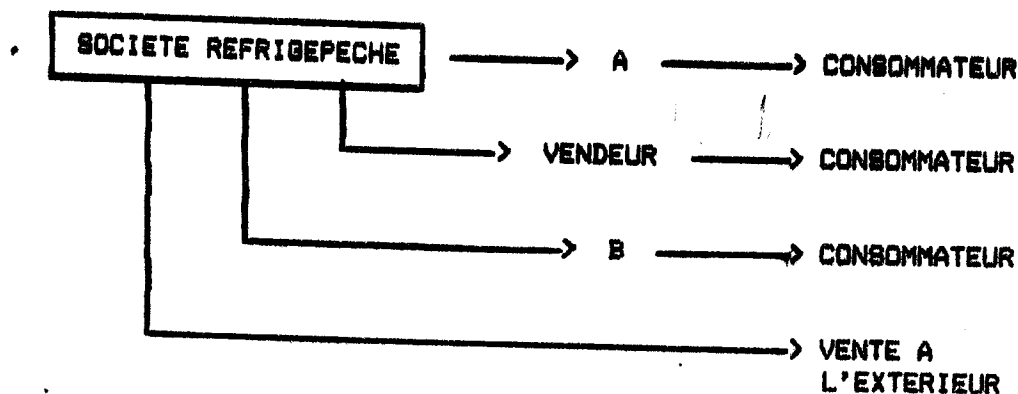 SOCIETE REFRIGEPECHE A CONSOMMATEUR
VENDEUR CONSOMMATEUR
B CONSOMMATEUR
VENTE A
L'EXTERIEUR